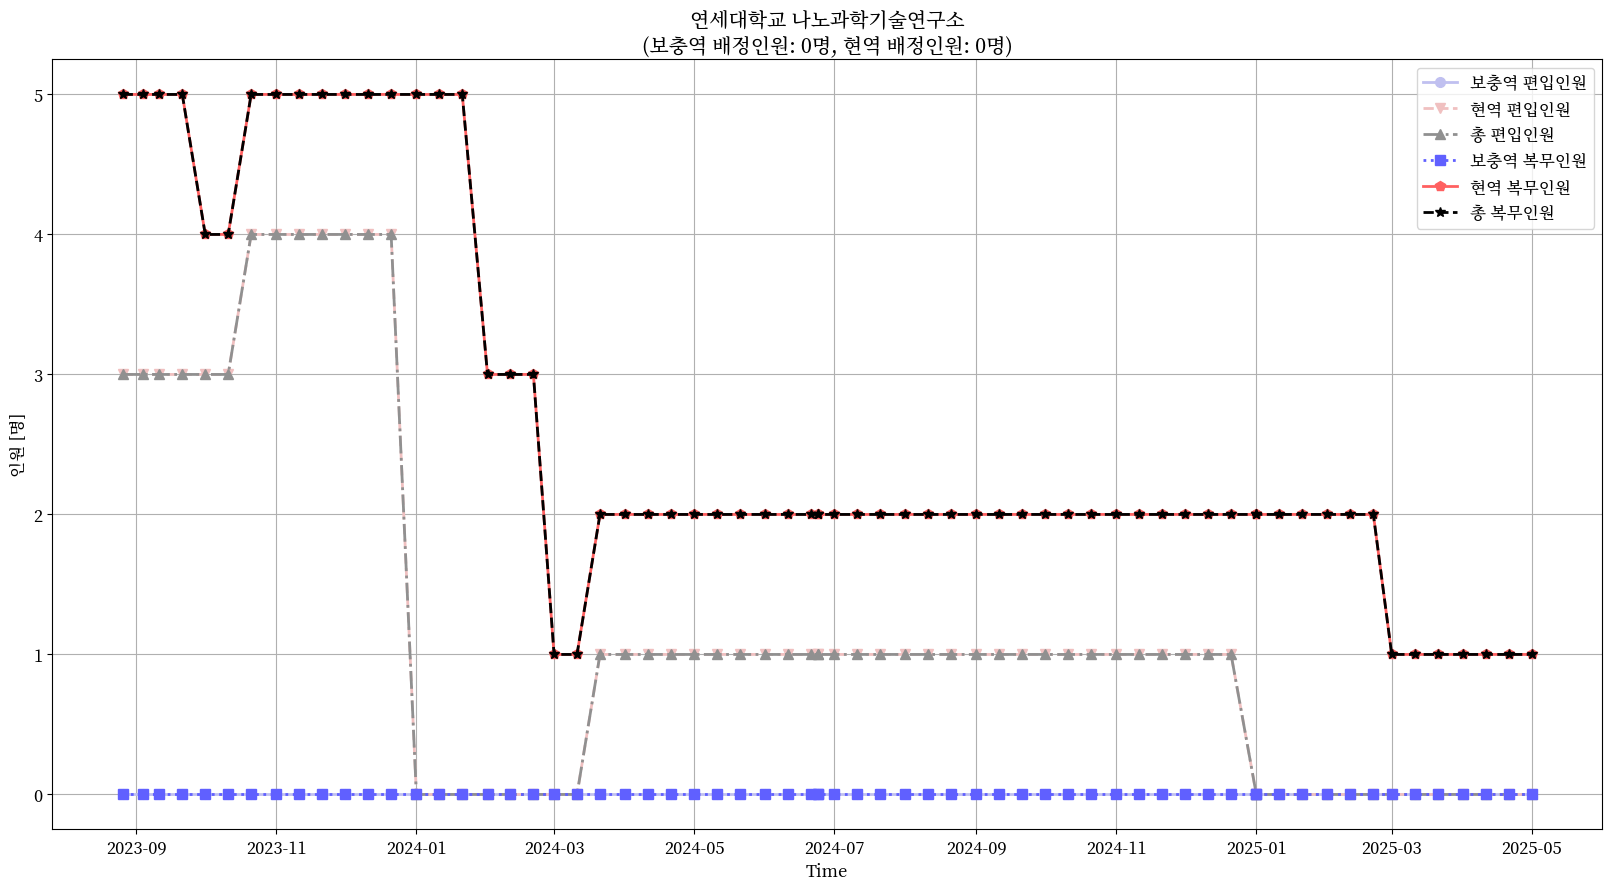 연세대학교 나노과학기술연구소
(보충역 배정인원: 0명, 현역 배정인원: 0명)
보충역 편입인원
현역 편입인원
총 편입인원
보충역 복무인원
현역 복무인원
총 복무인원
인원 [명]
5
4
3
2
1
0
2023-09 2023-11 2024-01 2024-03 2024-05 2024-07 2024-09 2024-11 2025-01 2025-03 2025-05
Time